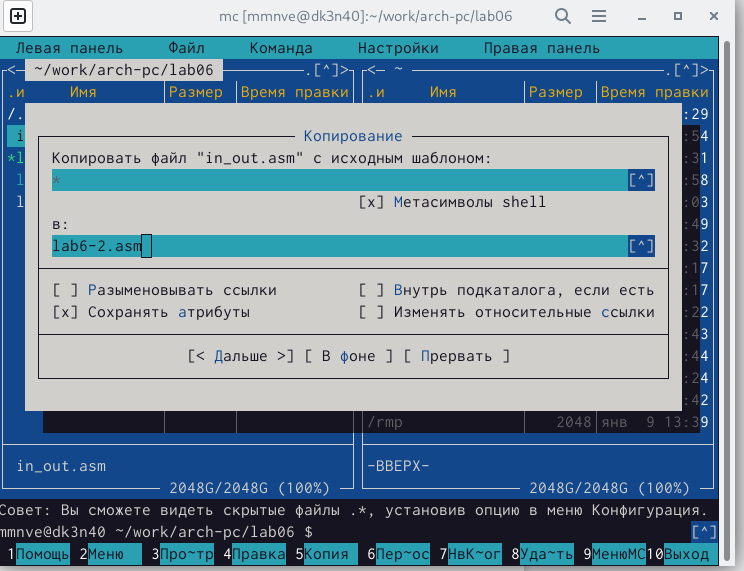 mc [mmnve@dk3n40]:~/work/arch-pc/lab06
Левая панель Файл Команда Настройки Правая панель
<— ~/work/arch-pc/lab06 .[^]> <— ~ .[^]>
.и Имя Размер Время правки .и Имя Размер Время правки
/. :29
i :54
*l :31
l :58
l :03
:49
:32
:17
:17
:22
:43
:44
:24
:42
Копирование
Копировать файл "in_out.asm" с исходным шаблоном:
* [^]
[x] Метасимволы shell
в:
lab6-2.asm [^]
[ ] Разыменовывать ссылки [ ] Внутрь подкаталога, если есть
[x] Сохранять атрибуты [ ] Изменять относительные ссылки
[< Дальше >] [ В фоне ] [ Прервать ]
/rmp 2048 янв 9 13:39
in_out.asm -ВВЕРХ-
2048G/2048G (100%) 2048G/2048G (100%)
Совет: Вы сможете видеть скрытые файлы .*, установив опцию в меню Конфигурация.
mmnve@dk3n40 ~/work/arch-pc/lab06 $ [^]
1Помощь 2Меню 3Про~тр 4Правка 5Копия 6Пер~ос 7НвК~ог 8Уда~ть 9МенюMC 10Выход